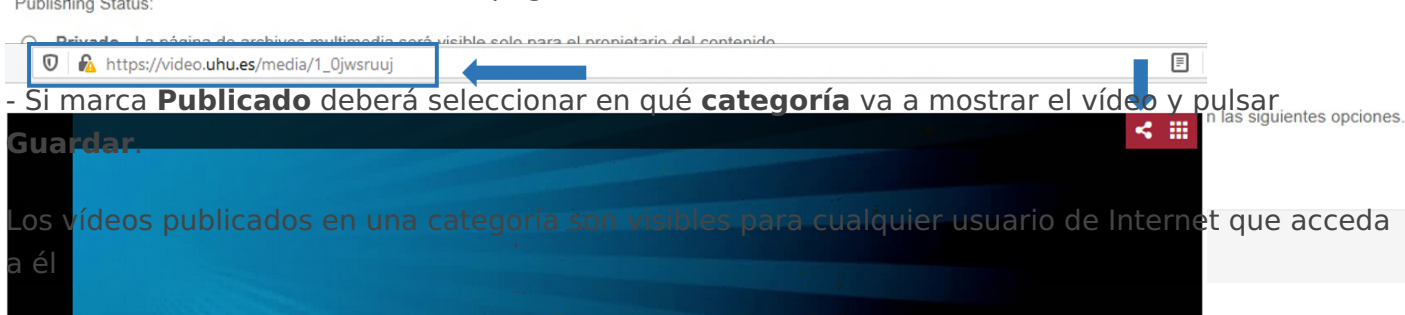 Publishing Status:
Privado - La página de archivos multimedia será visible solo para el propietario del contenido.
https://video.uhu.es/media/1_0jwsruuj
- Si marca Publicado deberá seleccionar en qué categoría va a mostrar el vídeo y pulsar
n las siguientes opciones.
Guardar.
Los vídeos publicados en una categoría son visibles para cualquier usuario de Internet que acceda
a él